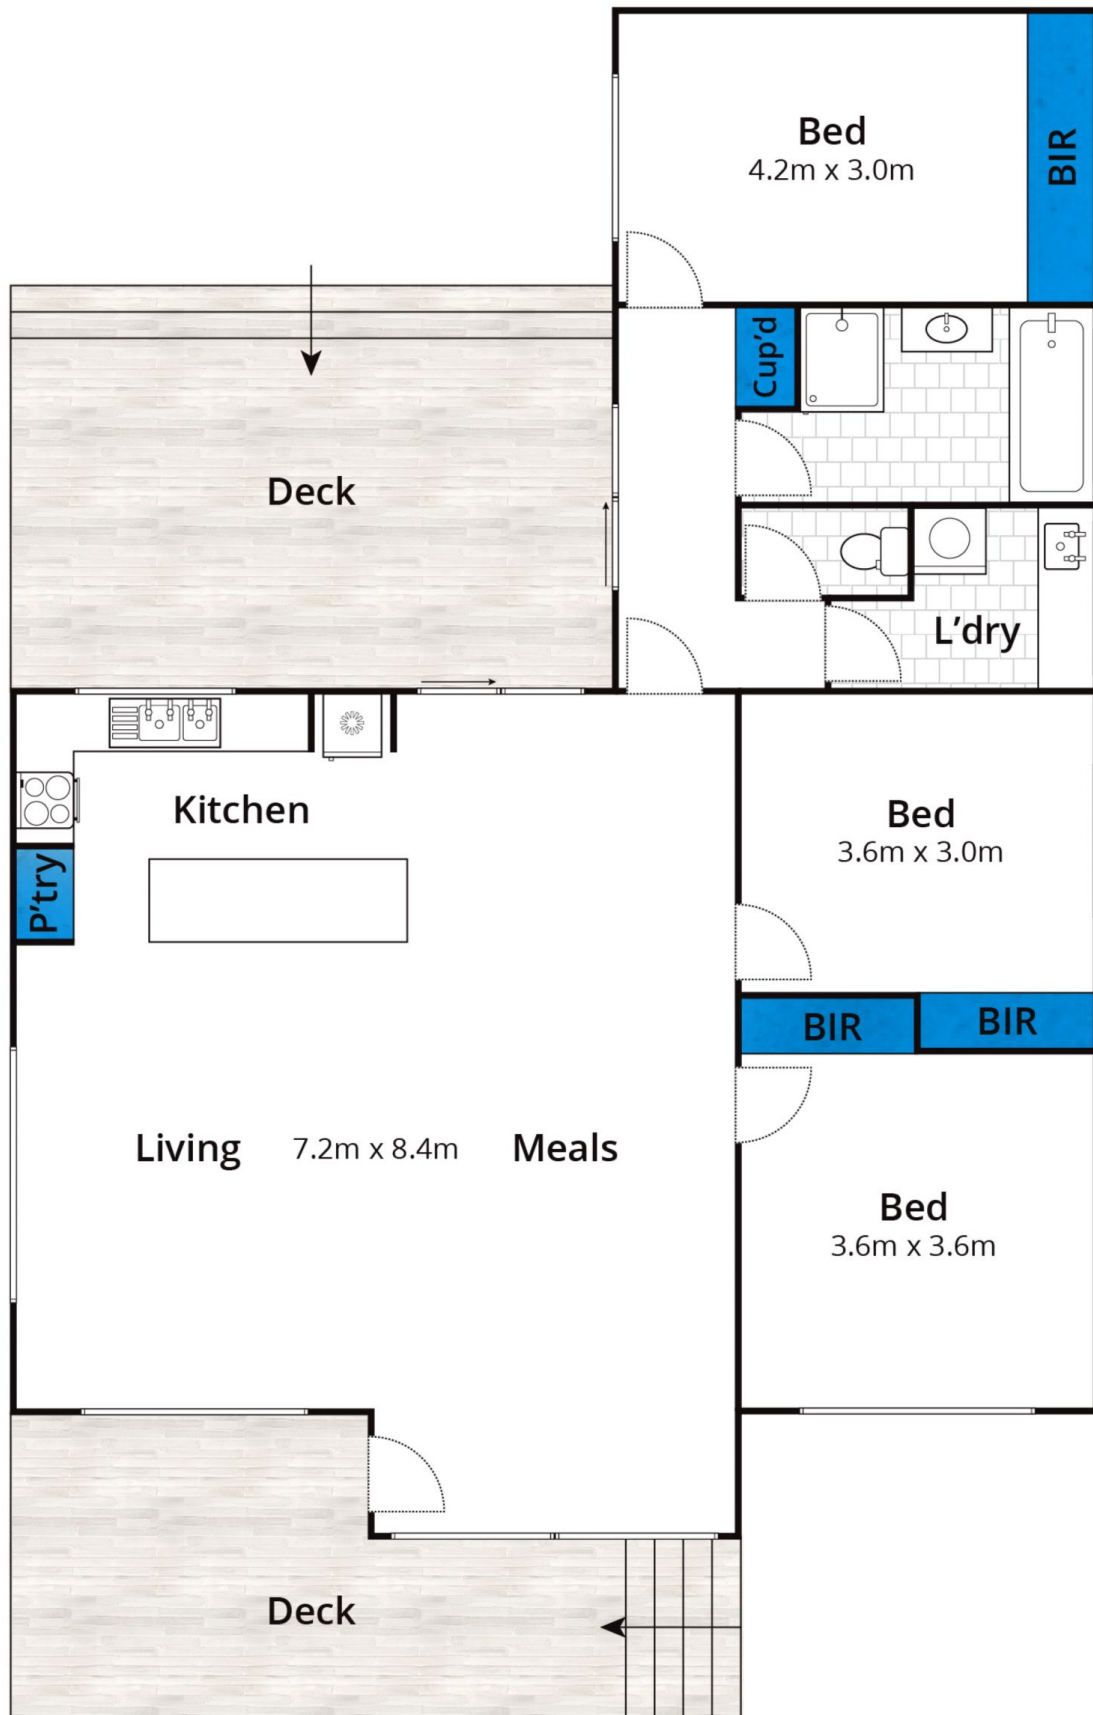 Bed
4.2m x 3.0m
BIR
Cup'd
Deck
L'dry
Kitchen
P'try
Bed
3.6m x 3.0m
BIR
BIR
Living 7.2m x 8.4m Meals
Bed
3.6m x 3.6m
Deck